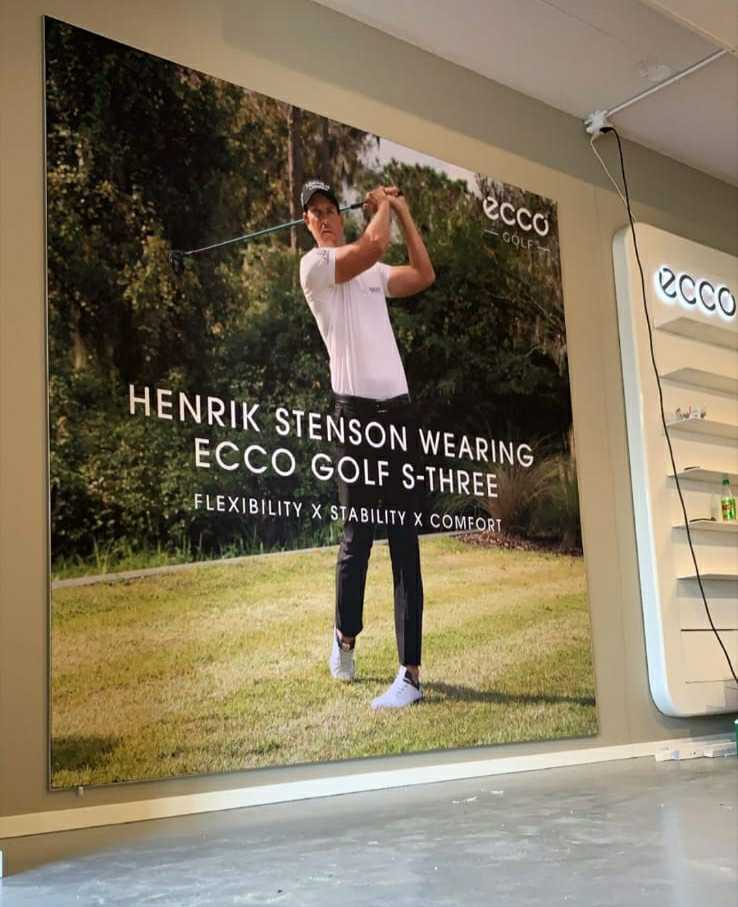 ecco
GOLF
ecco
HENRIK STENSON WEARING
ECCO GOLF S-THREE
FLEXIBILITY X STABILITY X COMFORT